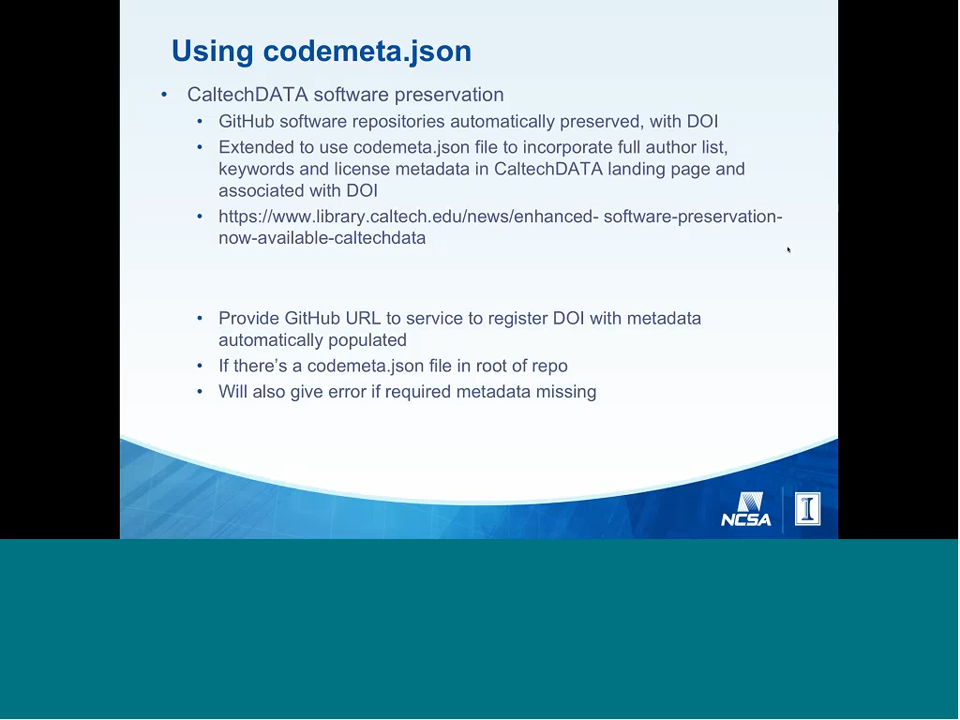 Using codemeta.json
• CaltechDATA software preservation
• GitHub software repositories automatically preserved, with DOI
• Extended to use codemeta.json file to incorporate full author list,
keywords and license metadata in CaltechDATA landing page and
associated with DOI
• https://www.library.caltech.edu/news/enhanced- software-preservation-
now-available-caltechdata
• Provide GitHub URL to service to register DOI with metadata
automatically populated
• If there's a codemeta.json file in root of repo
• Will also give error if required metadata missing
NCSA
I